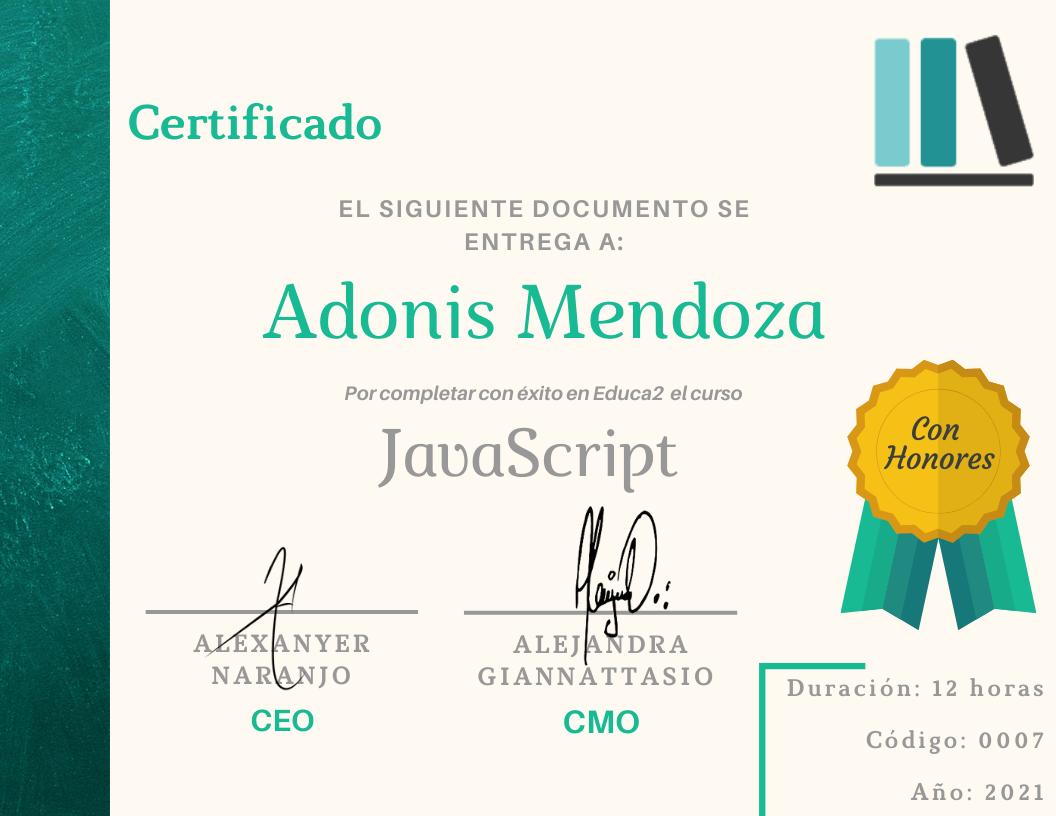 Certificado
EL SIGUIENTE DOCUMENTO SE
ENTREGA A:
Adonis Mendoza
Por completar con éxito en Educa2 el curso
JavaScript
Con
Honores
ALEXANYER
NARANJO
CEO
ALEJANDRA
GIANNATTASIO
CMO
Duración: 12 horas
Código: 0007
Año: 2021